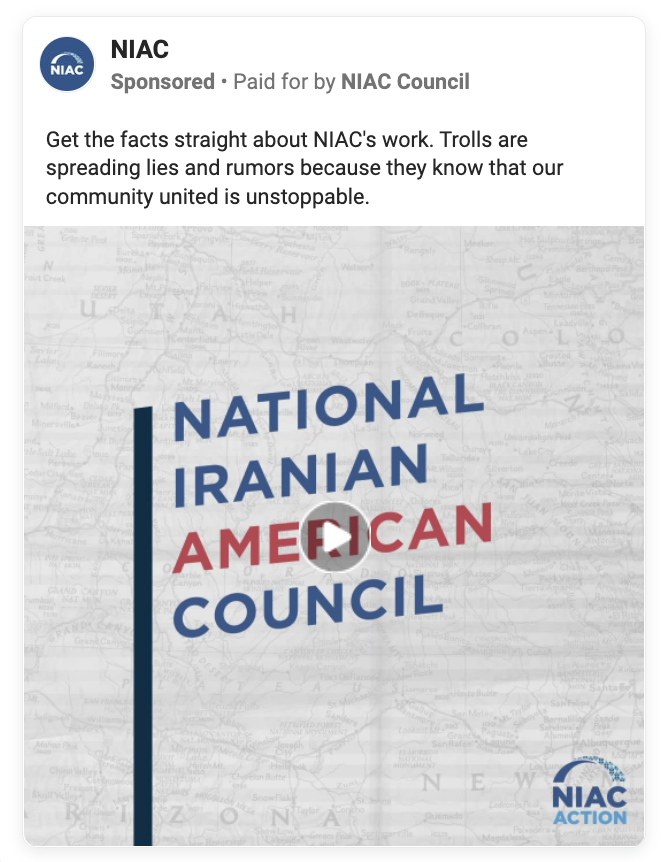 NIAC
NIAC
Sponsored • Paid for by NIAC Council
Get the facts straight about NIAC's work. Trolls are
spreading lies and rumors because they know that our
community united is unstoppable.
U T A H
C O L O
NATIONAL
IRANIAN
AMERICAN
COUNCIL
N E W
A R I Z O N A
NIAC
ACTION